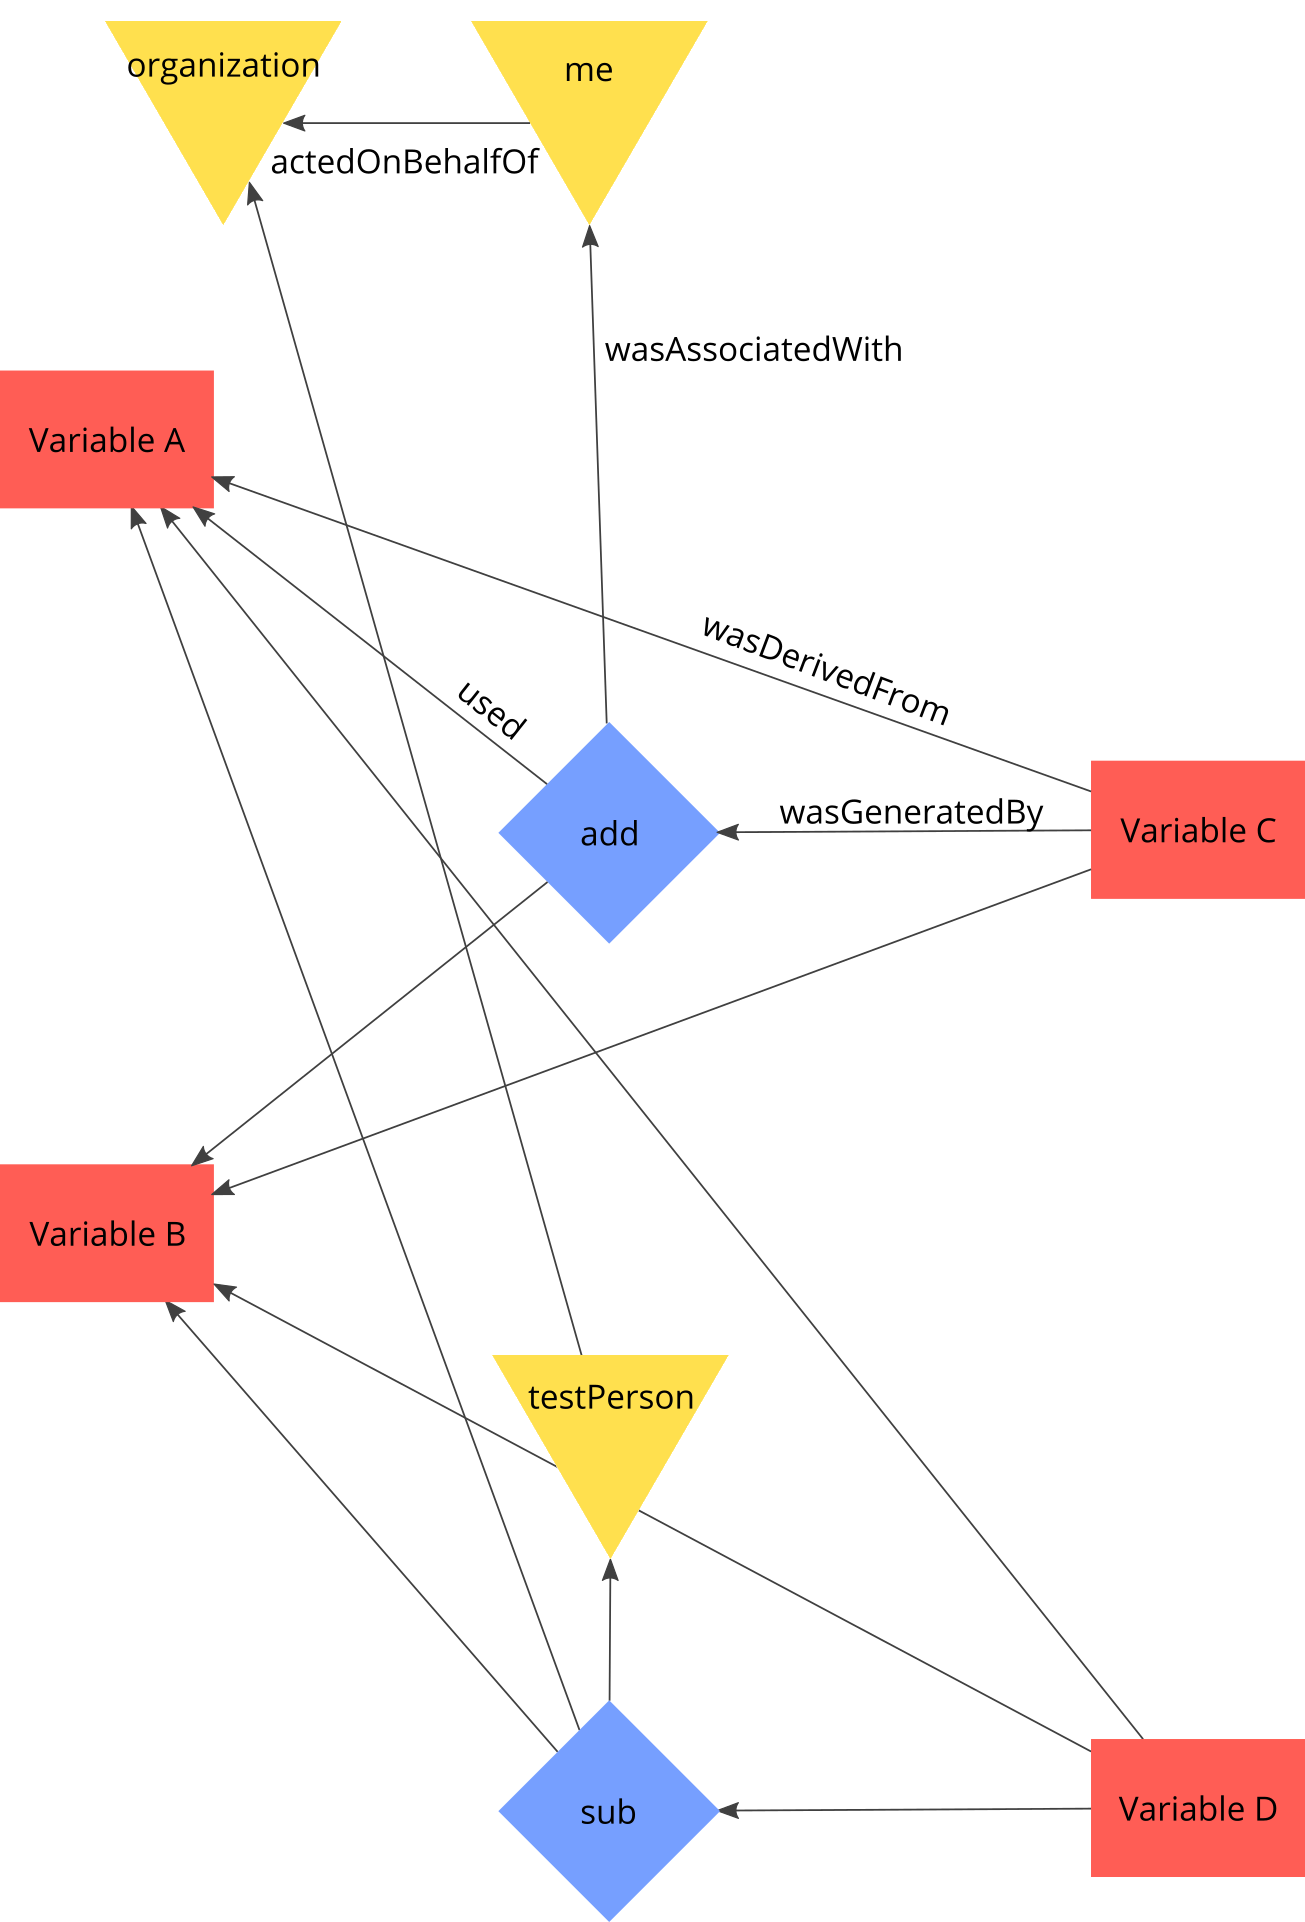 organization
me
actedOnBehalfOf
wasAssociatedWith
Variable A
wasDerivedFrom
used
wasGeneratedBy
add
Variable C
Variable B
testPerson
sub
Variable D